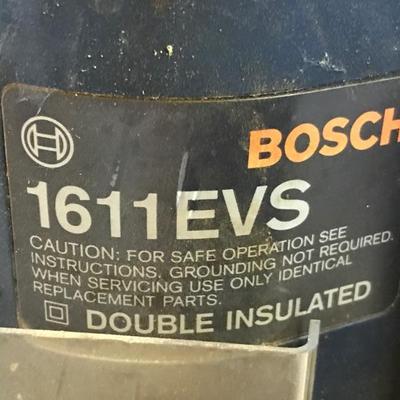 BOSCH
1611EVS
CAUTION: FOR SAFE OPERATION SEE
INSTRUCTIONS. GROUNDING NOT REQUIRED.
WHEN SERVICING USE ONLY IDENTICAL
REPLACEMENT PARTS.
DOUBLE INSULATED